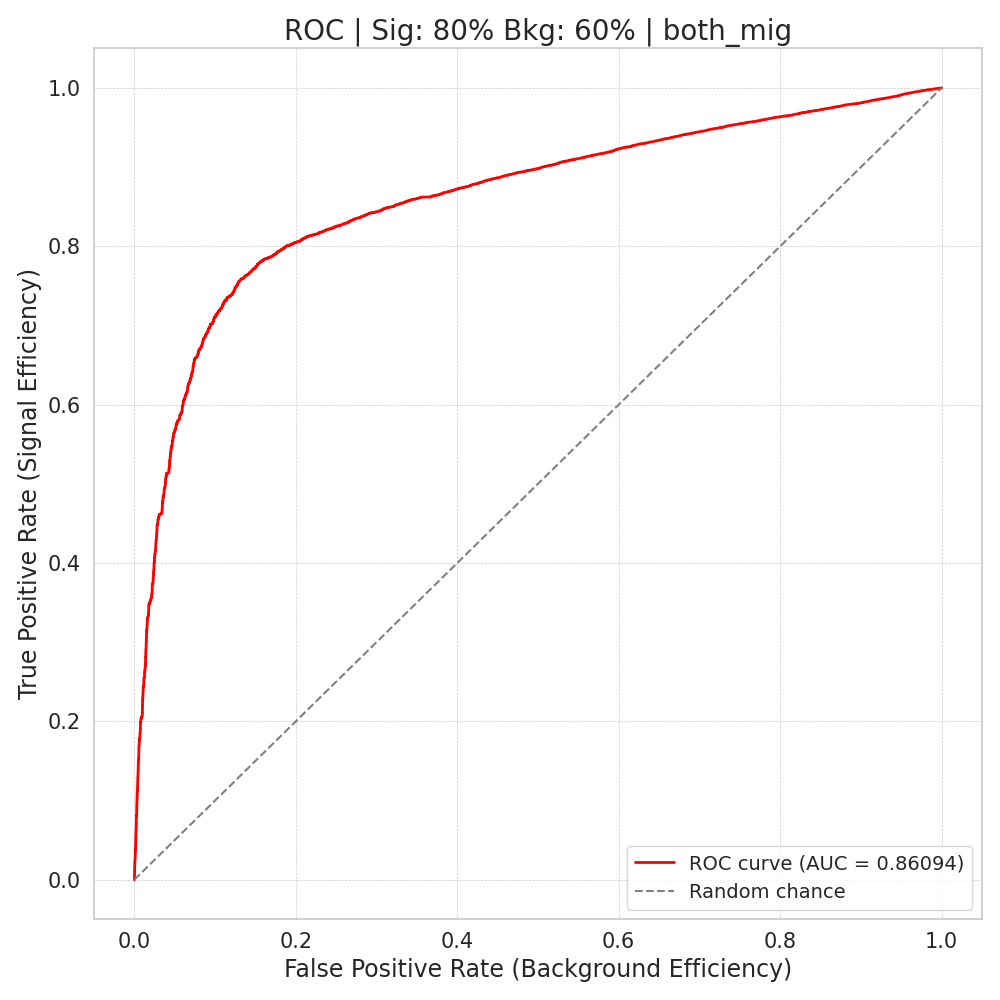 ROC | Sig: 80% Bkg: 60% | both_mig
True Positive Rate (Signal Efficiency)
1.0
0.8
0.6
0.4
0.2
0.0
ROC curve (AUC = 0.86094)
Random chance
0.0 0.2 0.4 0.6 0.8 1.0
False Positive Rate (Background Efficiency)